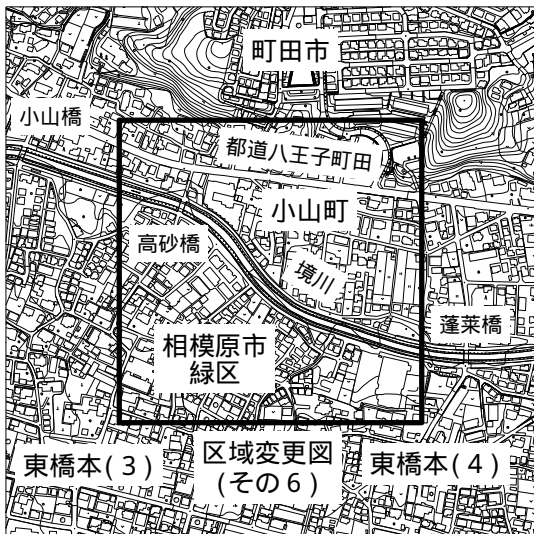 町田市
小山橋
都道八王子町田
小山町
高砂橋
境川
蓬莱橋
相模原市
緑区
東橋本(３)
区域変更図
(その６)
東橋本(４)